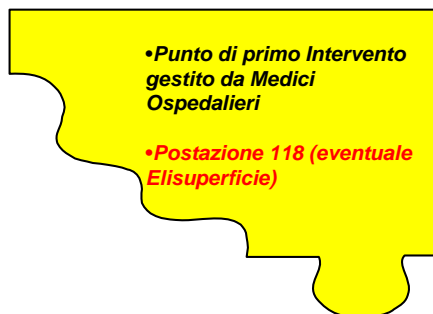 •Punto di primo Intervento
gestito da Medici
Ospedalieri
•Postazione 118 (eventuale
Elisuperficie)